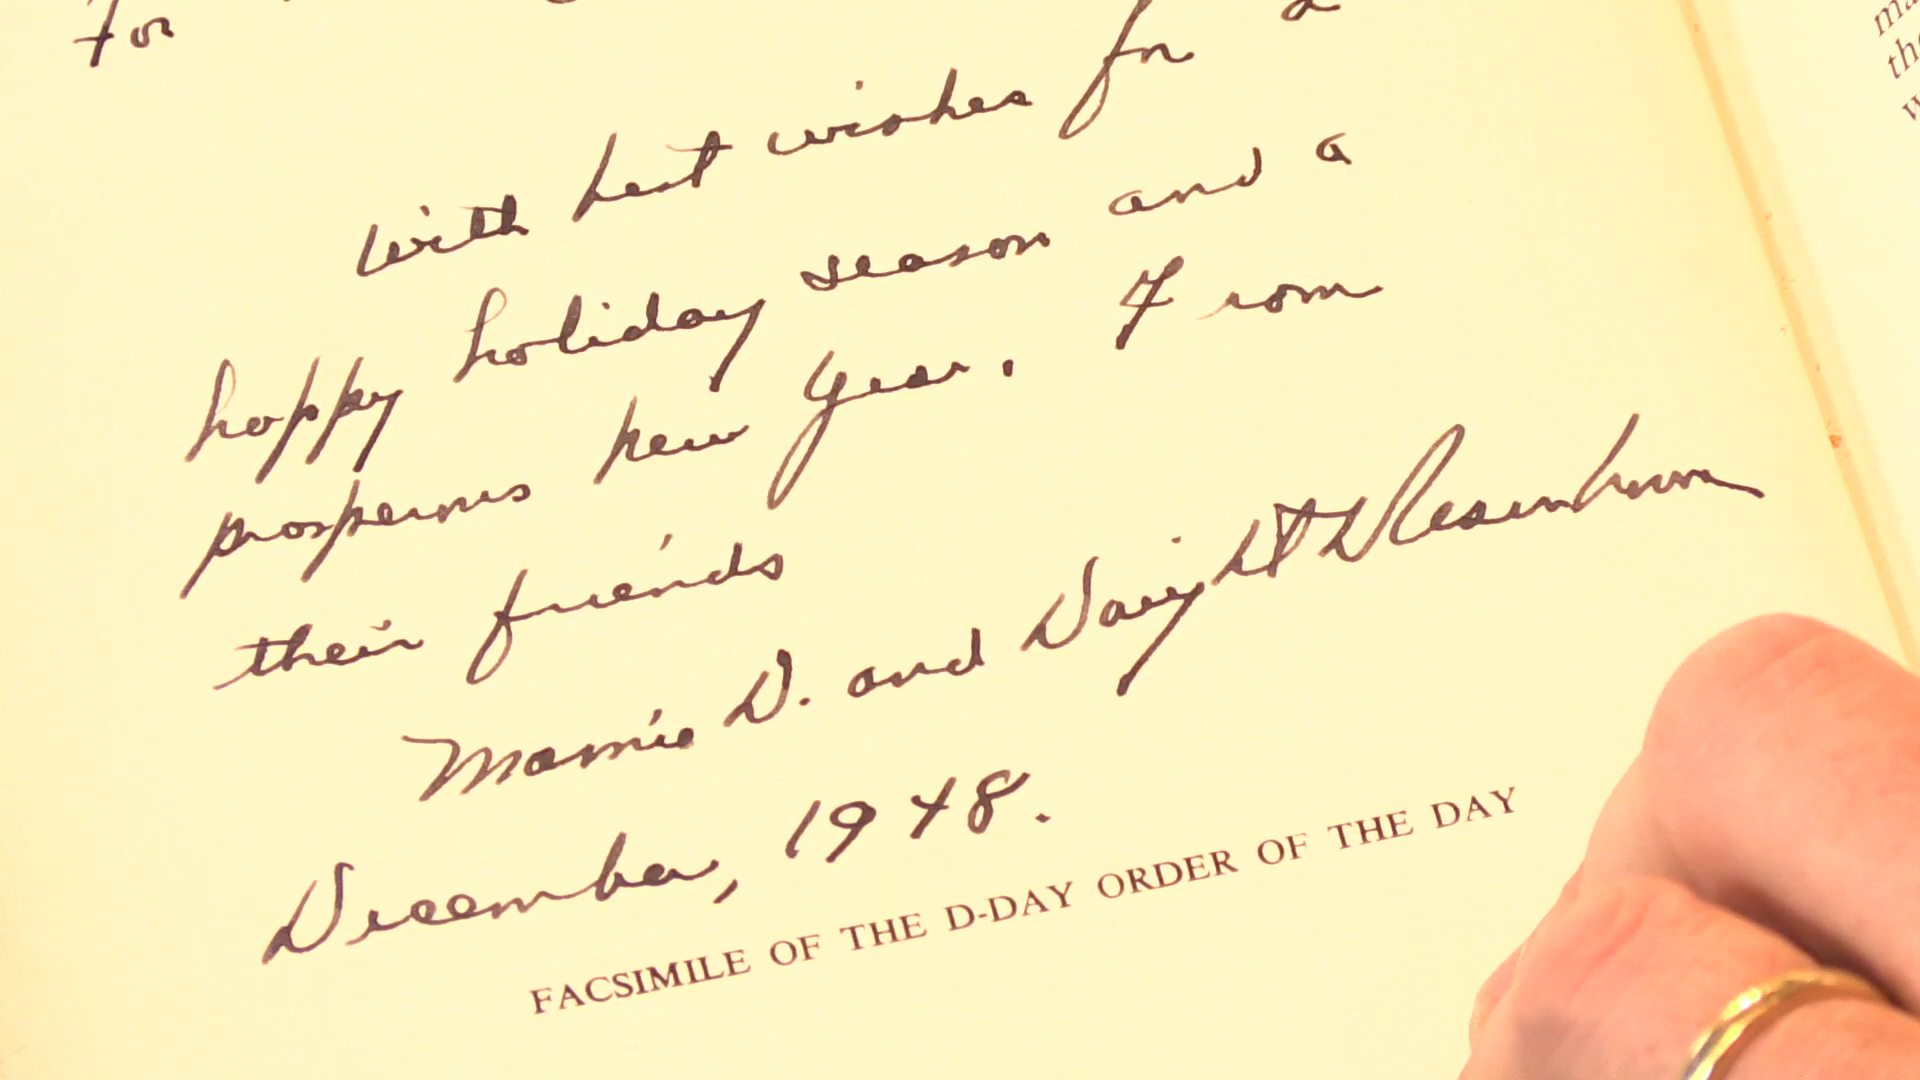 For
with best wishes for a
happy holiday season and a
prosperous new year. From
their friends
Mamie D. and Dwight D Eisenhower
December, 1948.
FACSIMILE OF THE D-DAY ORDER OF THE DAY